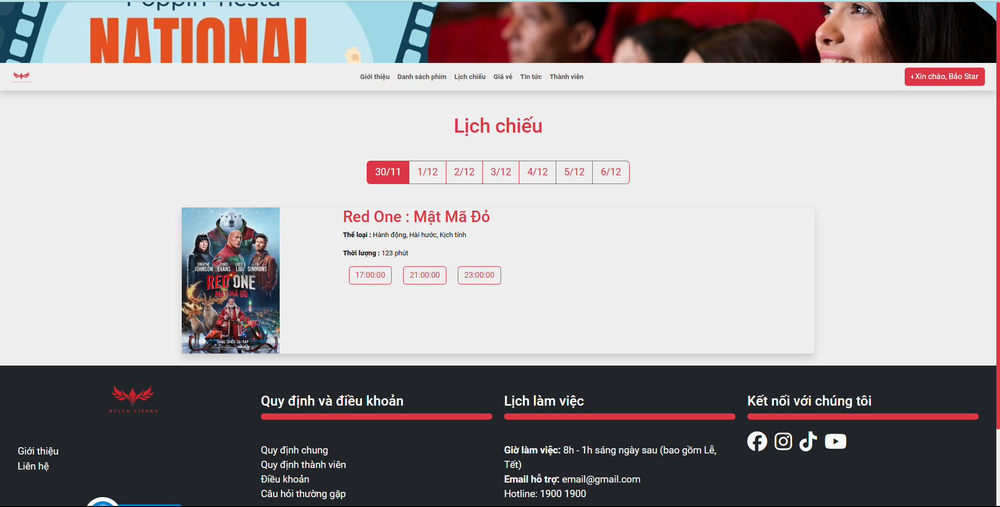 Poppin' Fiesta
NATIONAL
MYLTA CINEMA
Giới thiệu Danh sách phim Lịch chiếu Giá vé Tin tức Thành viên
Xin chào, Bảo Star
Lịch chiếu
30/11 1/12 2/12 3/12 4/12 5/12 6/12
Red One : Mật Mã Đỏ
Thể loại : Hành động, Hài hước, Kịch tính
Thời lượng : 123 phút
17:00:00 21:00:00 23:00:00
DWAYNE JOHNSON
CHRIS EVANS
LUCY LIU
J.K. SIMMONS
RED ONE
MẬT MÃ ĐỎ
ĐANG CHIẾU TẠI RẠP
IMAX
MYLTA CINEMA
Giới thiệu
Liên hệ
Quy định và điều khoản
Quy định chung
Quy định thành viên
Điều khoản
Câu hỏi thường gặp
Lịch làm việc
Giờ làm việc: 8h - 1h sáng ngày sau (bao gồm Lễ,
Tết)
Email hỗ trợ: email@gmail.com
Hotline: 1900 1900
Kết nối với chúng tôi